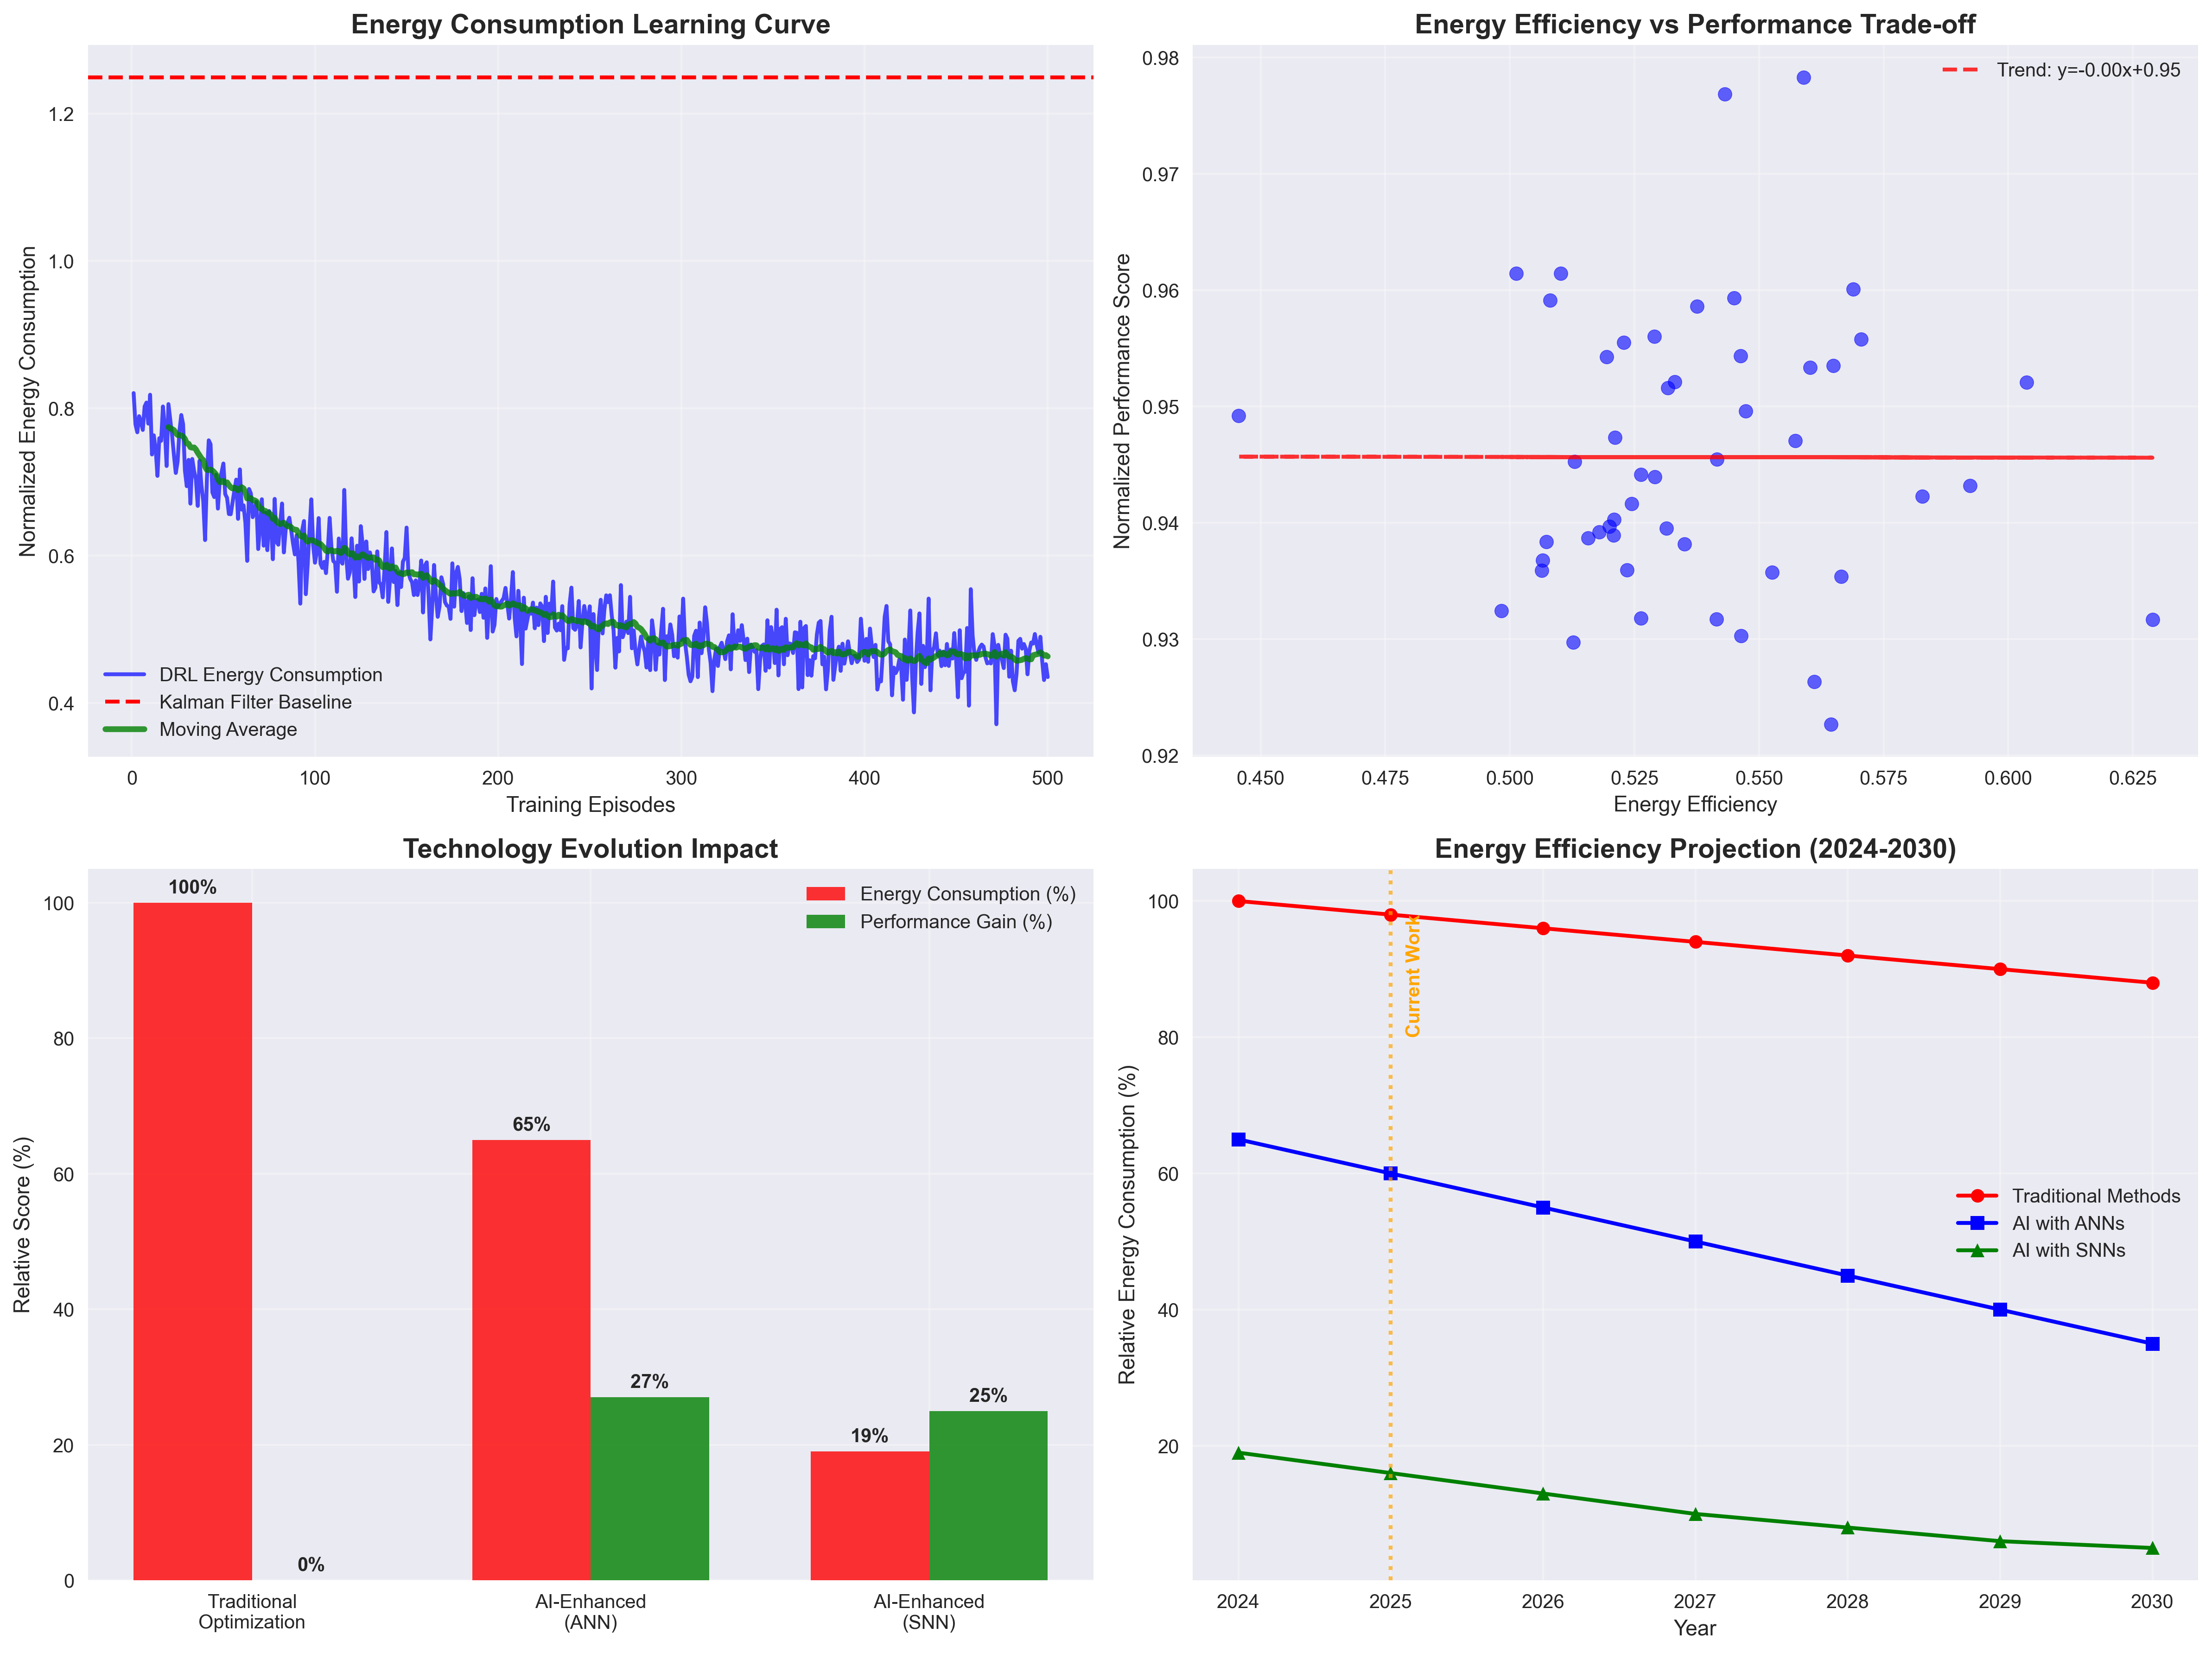 Energy Consumption Learning Curve
Normalized Energy Consumption
1.2
1.0
0.8
0.6
0.4
DRL Energy Consumption
Kalman Filter Baseline
Moving Average
0
100
200
300
400
500
Training Episodes
Energy Efficiency vs Performance Trade-off
Normalized Performance Score
0.98
0.97
0.96
0.95
0.94
0.93
0.92
Trend: y=-0.00x+0.95
0.450
0.475
0.500
0.525
0.550
0.575
0.600
0.625
Energy Efficiency
Technology Evolution Impact
Relative Score (%)
100
80
60
40
20
0
Energy Consumption (%)
Performance Gain (%)
100%
0%
65%
27%
19%
25%
Traditional
Optimization
AI-Enhanced
(ANN)
AI-Enhanced
(SNN)
Energy Efficiency Projection (2024-2030)
Relative Energy Consumption (%)
100
80
60
40
20
Current Work
Traditional Methods
AI with ANNs
AI with SNNs
2024
2025
2026
2027
2028
2029
2030
Year